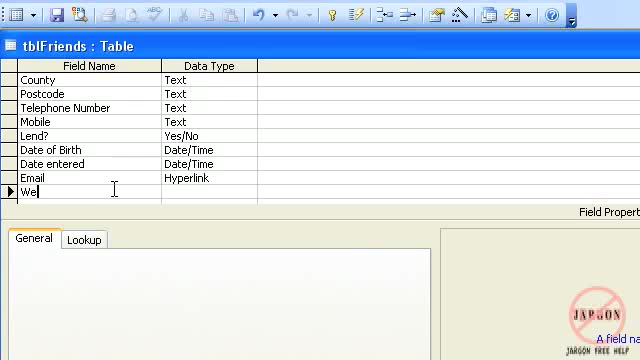 tblFriends : Table
Field Name Data Type
County Text
Postcode Text
Telephone Number Text
Mobile Text
Lend? Yes/No
Date of Birth Date/Time
Date entered Date/Time
Email Hyperlink
We
Field Propert
General Lookup
JARGON
A field na
JARGON FREE HELP